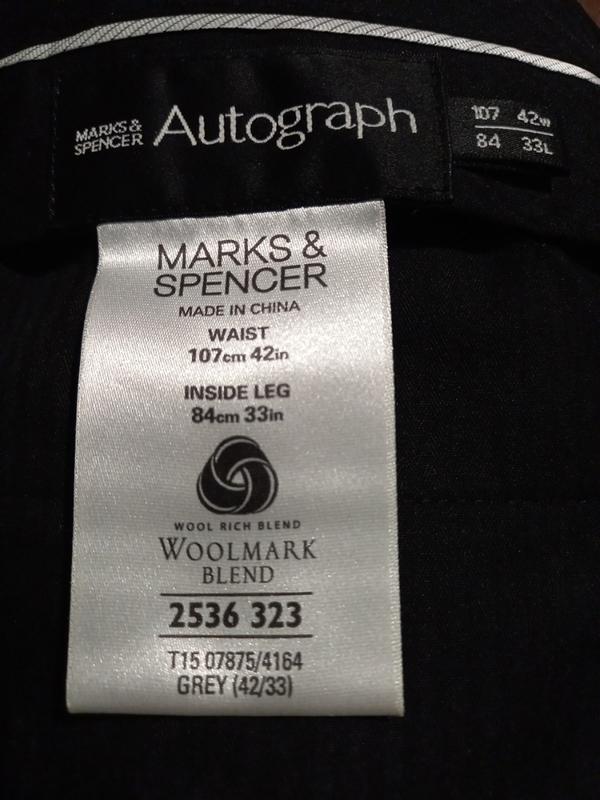 MARKS &
SPENCER
Autograph
107 42W
84 33L
MARKS &
SPENCER
MADE IN CHINA
WAIST
107cm 42in
INSIDE LEG
84cm 33in
WOOL RICH BLEND
WOOLMARK
BLEND
2536 323
T15 07875/4164
GREY (42/33)